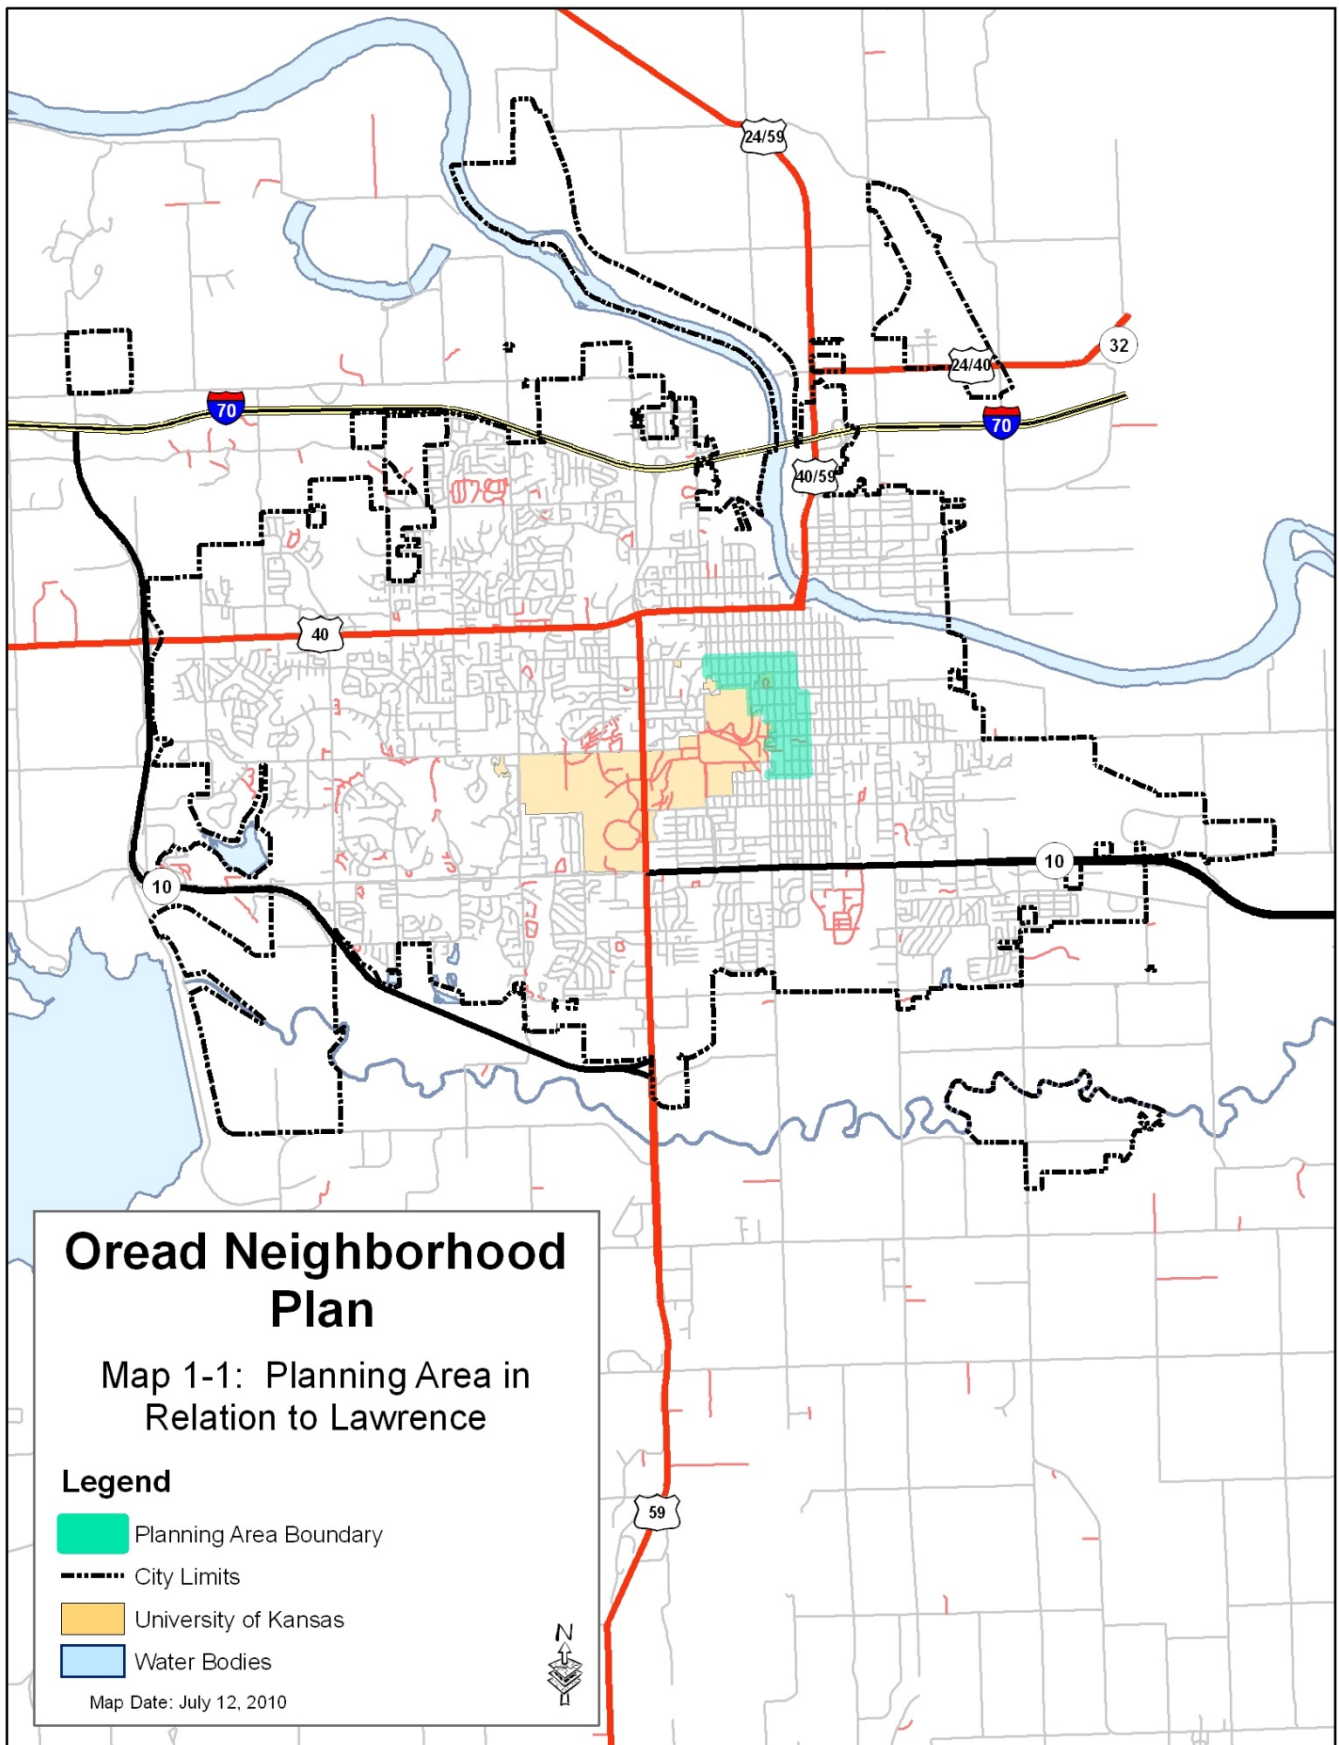 24/59
32
24/40
70
70
40/59
40
10
10
Oread Neighborhood
Plan
Map 1-1: Planning Area in
Relation to Lawrence
Legend
59
Planning Area Boundary
City Limits
University of Kansas
N
Water Bodies
Map Date: July 12, 2010